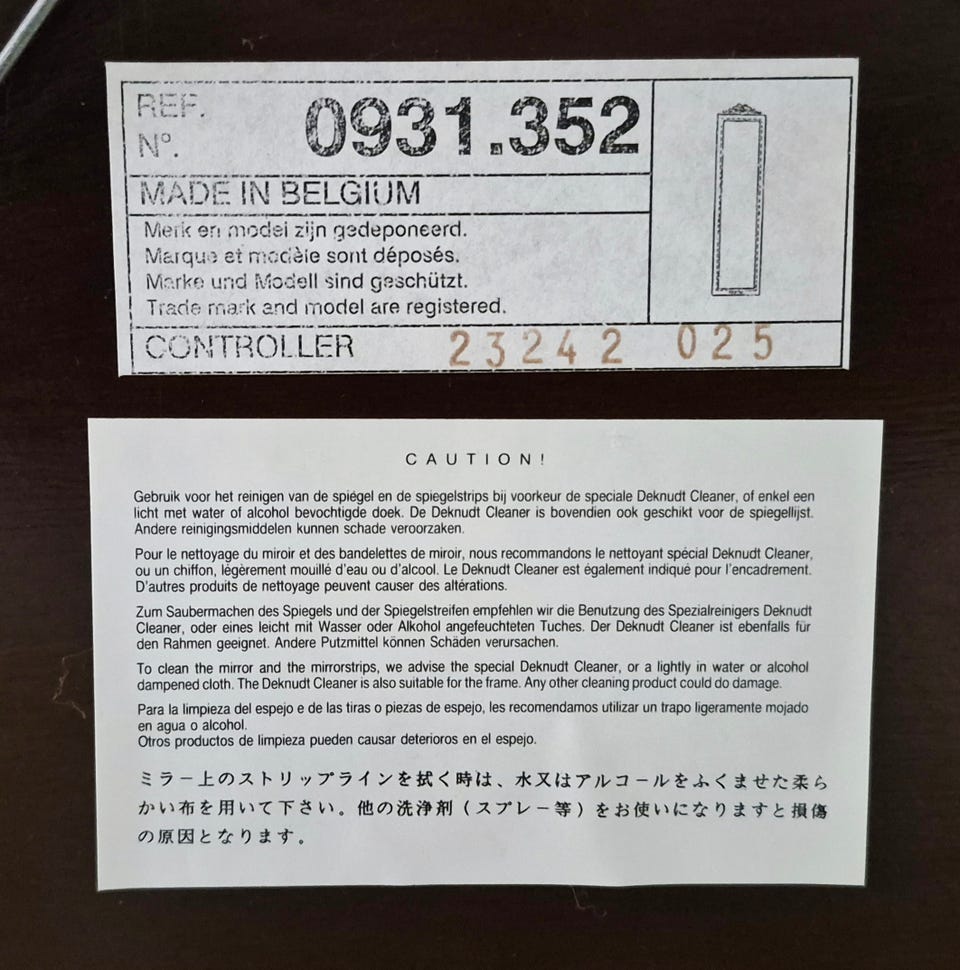 REF.
N°.
0931.352
MADE IN BELGIUM
Merk en model zijn gedeponeerd.
Marque et modèle sont déposés.
Marke und Modell sind geschützt.
Trade mark and model are registered.
CONTROLLER 23242 025
CAUTION!
Gebruik voor het reinigen van de spiegel en de spiegelstrips bij voorkeur de speciale Deknudt Cleaner, of enkel een
licht met water of alcohol bevochtigde doek. De Deknudt Cleaner is bovendien ook geschikt voor de spiegellijst.
Andere reinigingsmiddelen kunnen schade veroorzaken.
Pour le nettoyage du miroir et des bandelettes de miroir, nous recommandons le nettoyant spécial Deknudt Cleaner,
ou un chiffon, légèrement mouillé d'eau ou d'alcool. Le Deknudt Cleaner est également indiqué pour l'encadrement.
D'autres produits de nettoyage peuvent causer des altérations.
Zum Saubermachen des Spiegels und der Spiegelstreifen empfehlen wir die Benutzung des Spezialreinigers Deknudt
Cleaner, oder eines leicht mit Wasser oder Alkohol angefeuchteten Tuches. Der Deknudt Cleaner ist ebenfalls für
den Rahmen geeignet. Andere Putzmittel können Schäden verursachen.
To clean the mirror and the mirrorstrips, we advise the special Deknudt Cleaner, or a lightly in water or alcohol
dampened cloth. The Deknudt Cleaner is also suitable for the frame. Any other cleaning product could do damage.
Para la limpieza del espejo e de las tiras o piezas de espejo, les recomendamos utilizar un trapo ligeramente mojado
en agua o alcohol.
Otros productos de limpieza pueden causar deterioros en el espejo.
ミラー上のストリップラインを拭く時は、水又はアルコールをふくませた柔ら
かい布を用いて下さい。他の洗浄剤（スプレー等）をお使いになりますと損傷
の原因となります。